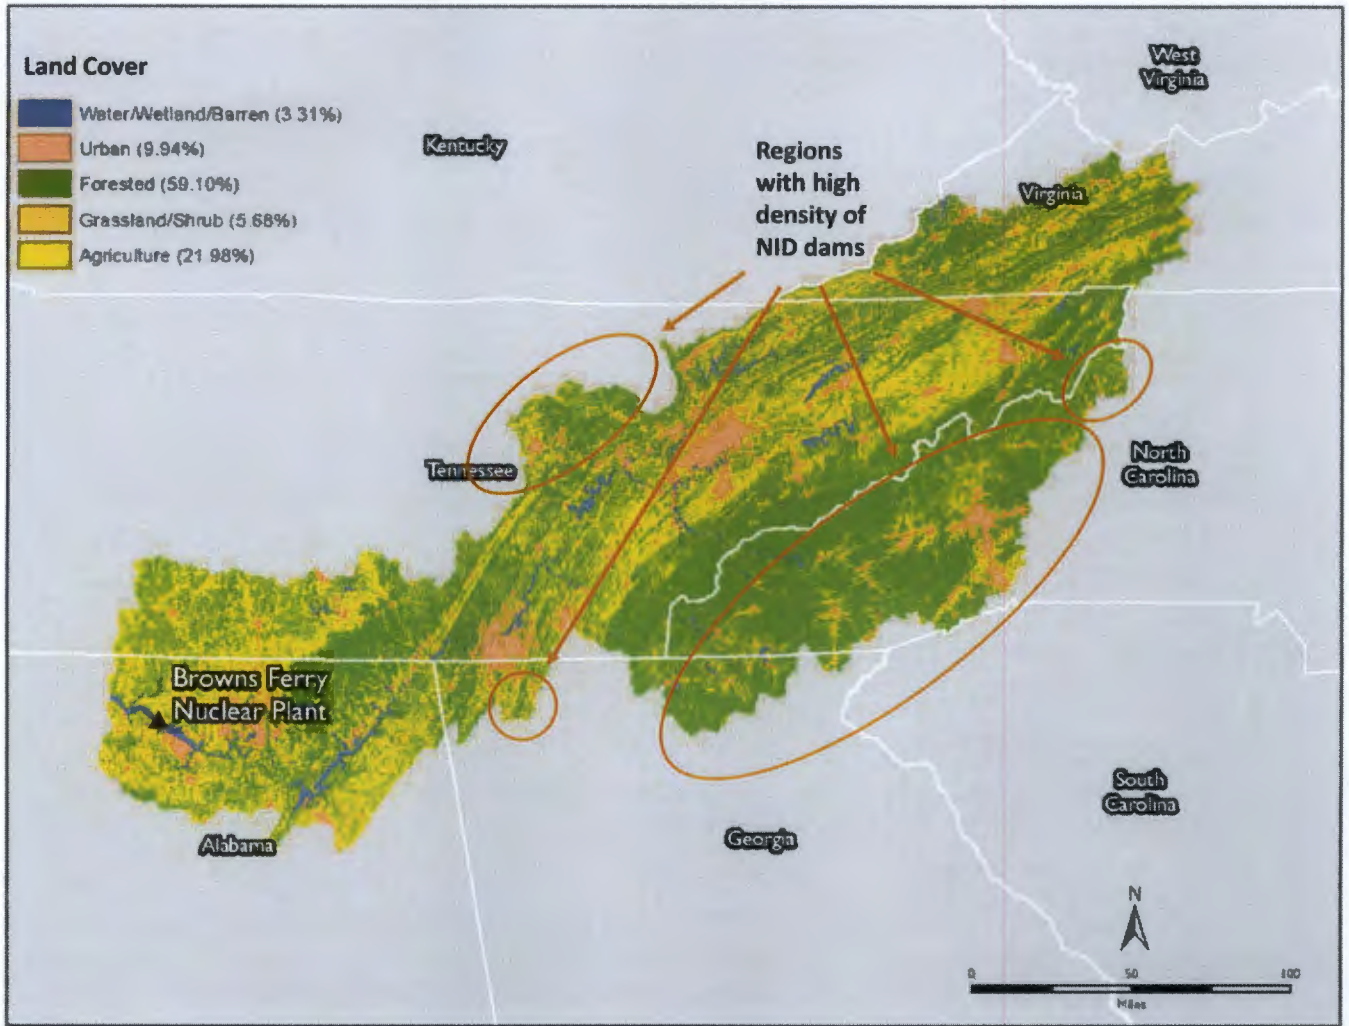 Land Cover
Water/Wetland/Barren (3.31%)
Urban (9.94%)
Forested (59.10%)
Grassland/Shrub (5.68%)
Agriculture (21.98%)
West
Virginia
Kentucky
Regions
with high
density of
NID dams
Virginia
Tennessee
North
Carolina
Browns Ferry
Nuclear Plant
South
Carolina
Alabama
Georgia
N
0 50 100
Miles